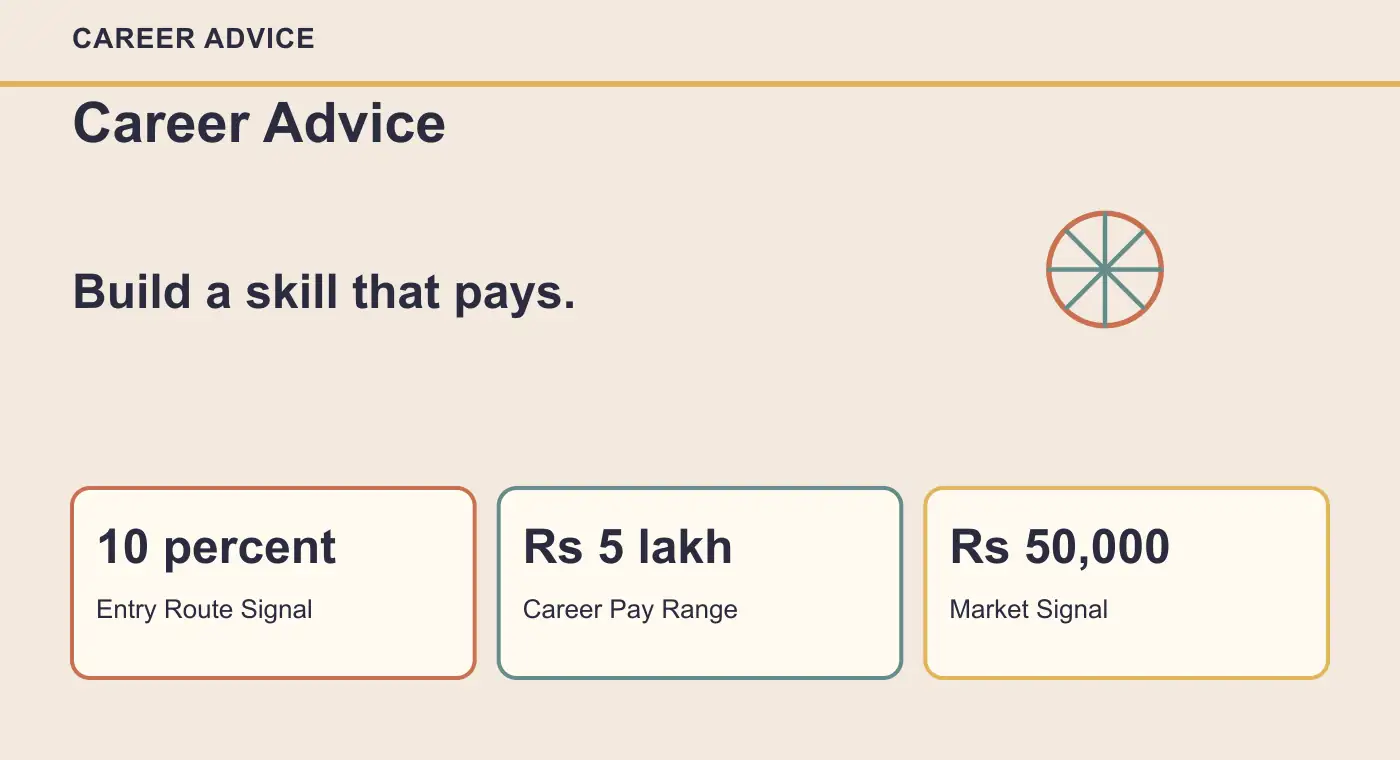 CAREER ADVICE
Career Advice
Build a skill that pays.
10 percent
Entry Route Signal
Rs 5 lakh
Career Pay Range
Rs 50,000
Market Signal